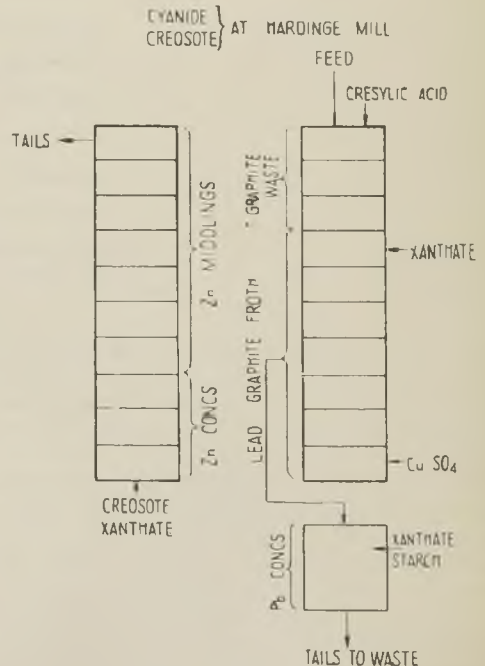 CYANIDE
CREOSOTE } AT HARDINGE MILL
FEED
CRESYLIC ACID
TAILS
GRAPHITE
WASTE
Zn MIDDLINGS
XANTHATE
LEAD GRAPHITE FROTH
Zn CONCS
Cu SO4
CREOSOTE
XANTHATE
Pb CONCS
XANTHATE
STARCH
TAILS TO WASTE